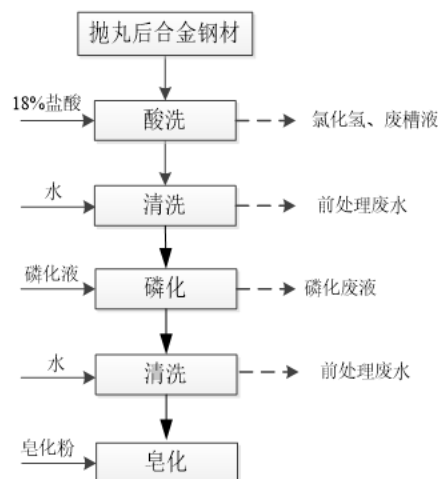 抛丸后合金钢材
18%盐酸
酸洗
氯化氢、废槽液
水
清洗
前处理废水
磷化液
磷化
磷化废液
水
清洗
前处理废水
皂化粉
皂化